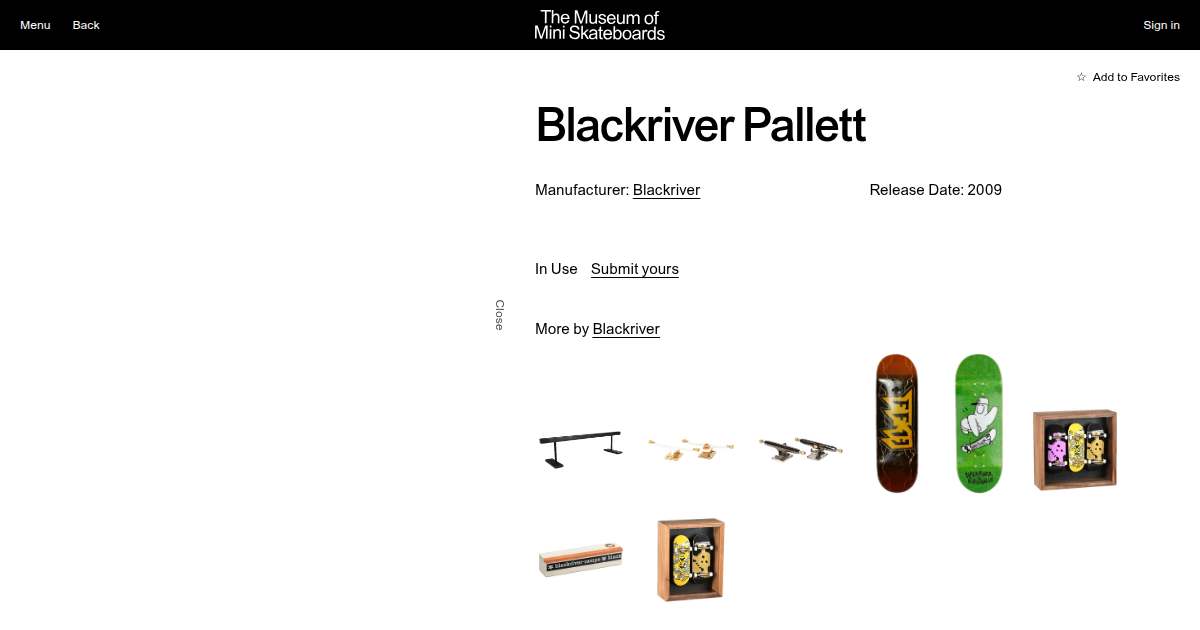 Menu
Back
The Museum of
Mini Skateboards
Sign in
☆ Add to Favorites
Blackriver Pallett
Manufacturer: Blackriver
Release Date: 2009
In Use
Submit yours
Close
More by Blackriver